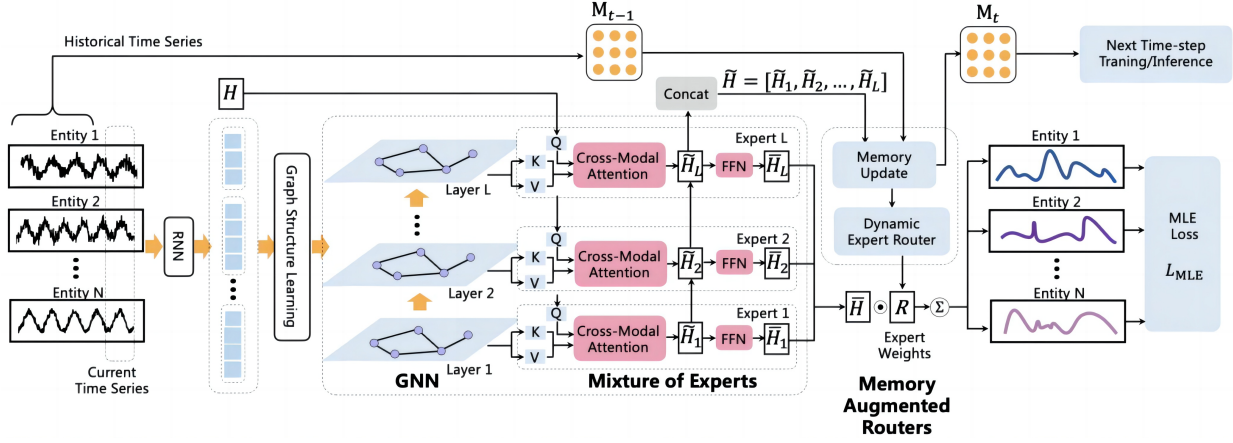 M_{t-1}
M_t
Historical Time Series
Next Time-step
Traning/Inference
H
Concat
H̃ = [H̃_1, H̃_2, ..., H̃_L]
Entity 1
Entity 2
Entity N
Current
Time Series
RNN
Graph Structure Learning
Layer L
Layer 2
Layer 1
GNN
Q
K
V
Cross-Modal
Attention
H̃_L
FFN
H̅_L
Expert L
Q
K
V
Cross-Modal
Attention
H̃_2
FFN
H̅_2
Expert 2
Q
K
V
Cross-Modal
Attention
H̃_1
FFN
H̅_1
Expert 1
Mixture of Experts
Memory
Update
Dynamic
Expert Router
H̅
R
Σ
Expert
Weights
Memory
Augmented
Routers
Entity 1
Entity 2
Entity N
MLE
Loss
L_MLE